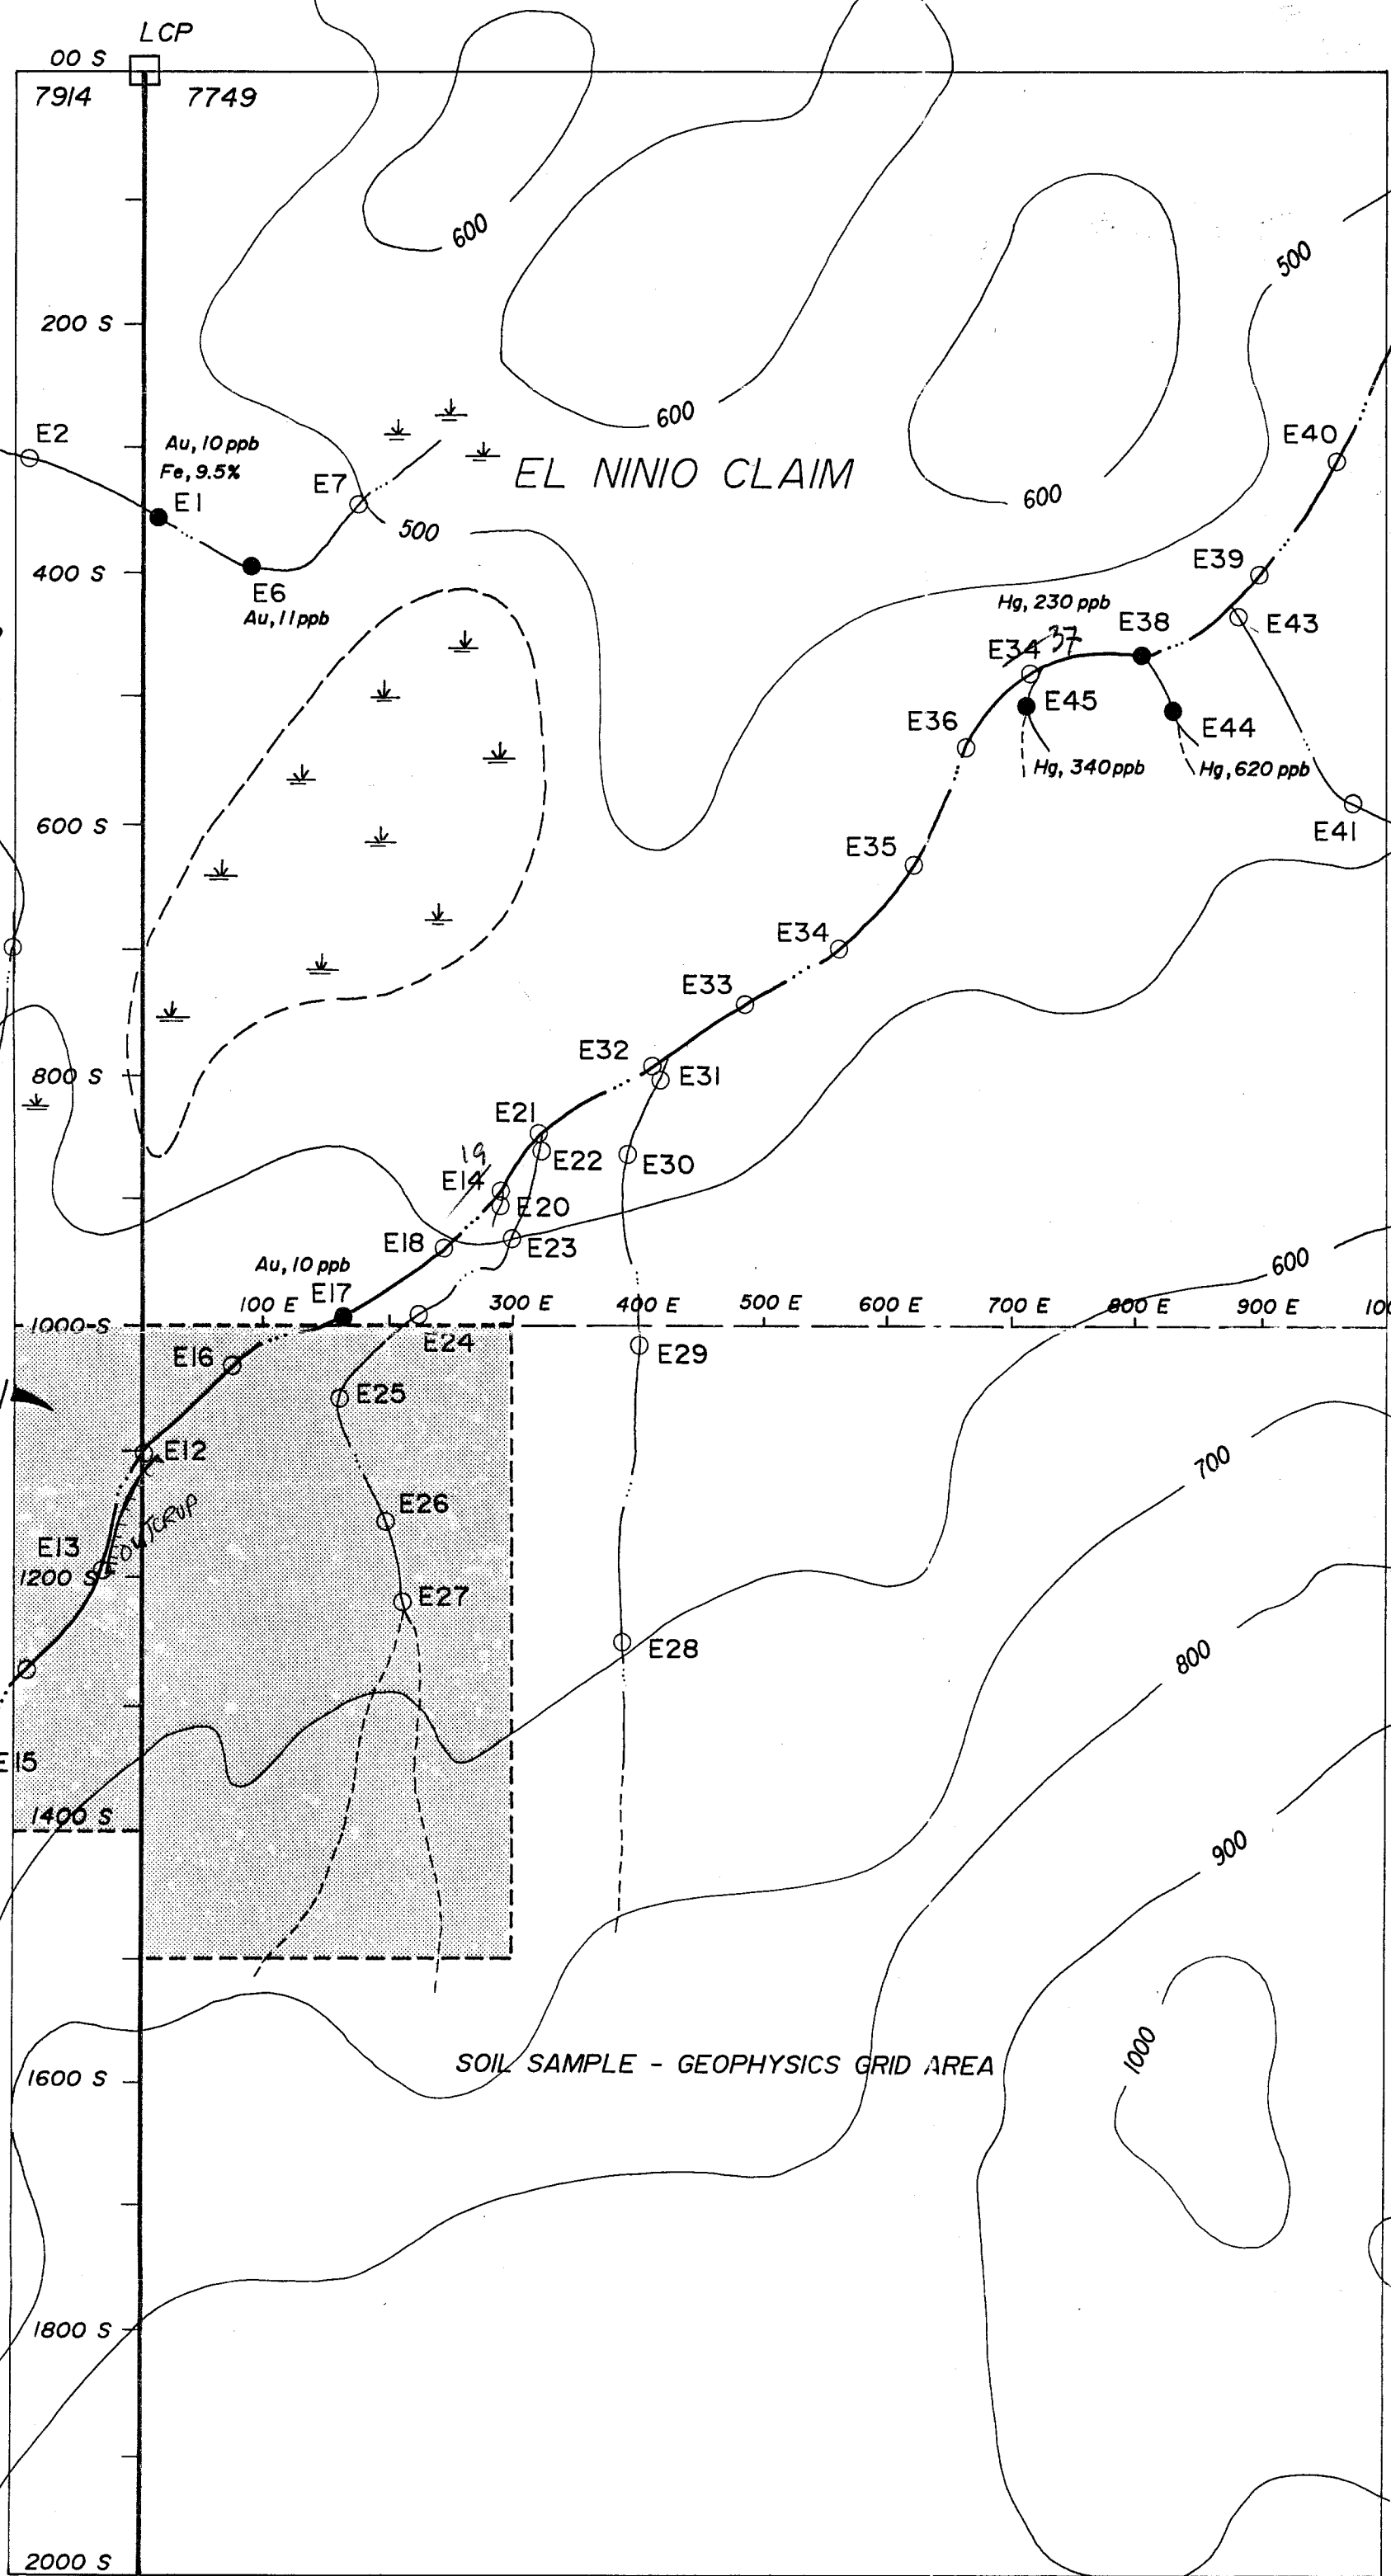 LCP
00 S
7914
7749
600
500
200 S
600
E2
Au, 10 ppb
Fe, 9.5%
E1
E7
EL NINIO CLAIM
E40
600
500
400 S
E6
Au, 11 ppb
E39
Hg, 230 ppb
E38
E43
37
E34
E45
E36
E44
Hg, 340 ppb
Hg, 620 ppb
600 S
E41
E35
E34
E33
E32
800 S
E31
E21
19
E22
E30
E14
E20
E18
E23
Au, 10 ppb
600
E17
100 E
300 E
400 E
500 E
600 E
700 E
800 E
900 E
100
1000 S
E24
E16
E29
E25
E12
700
E26
OUTCROP
E13
1200 S
E27
E28
800
E15
1400 S
900
1000
SOIL SAMPLE - GEOPHYSICS GRID AREA
1600 S
1800 S
2000 S